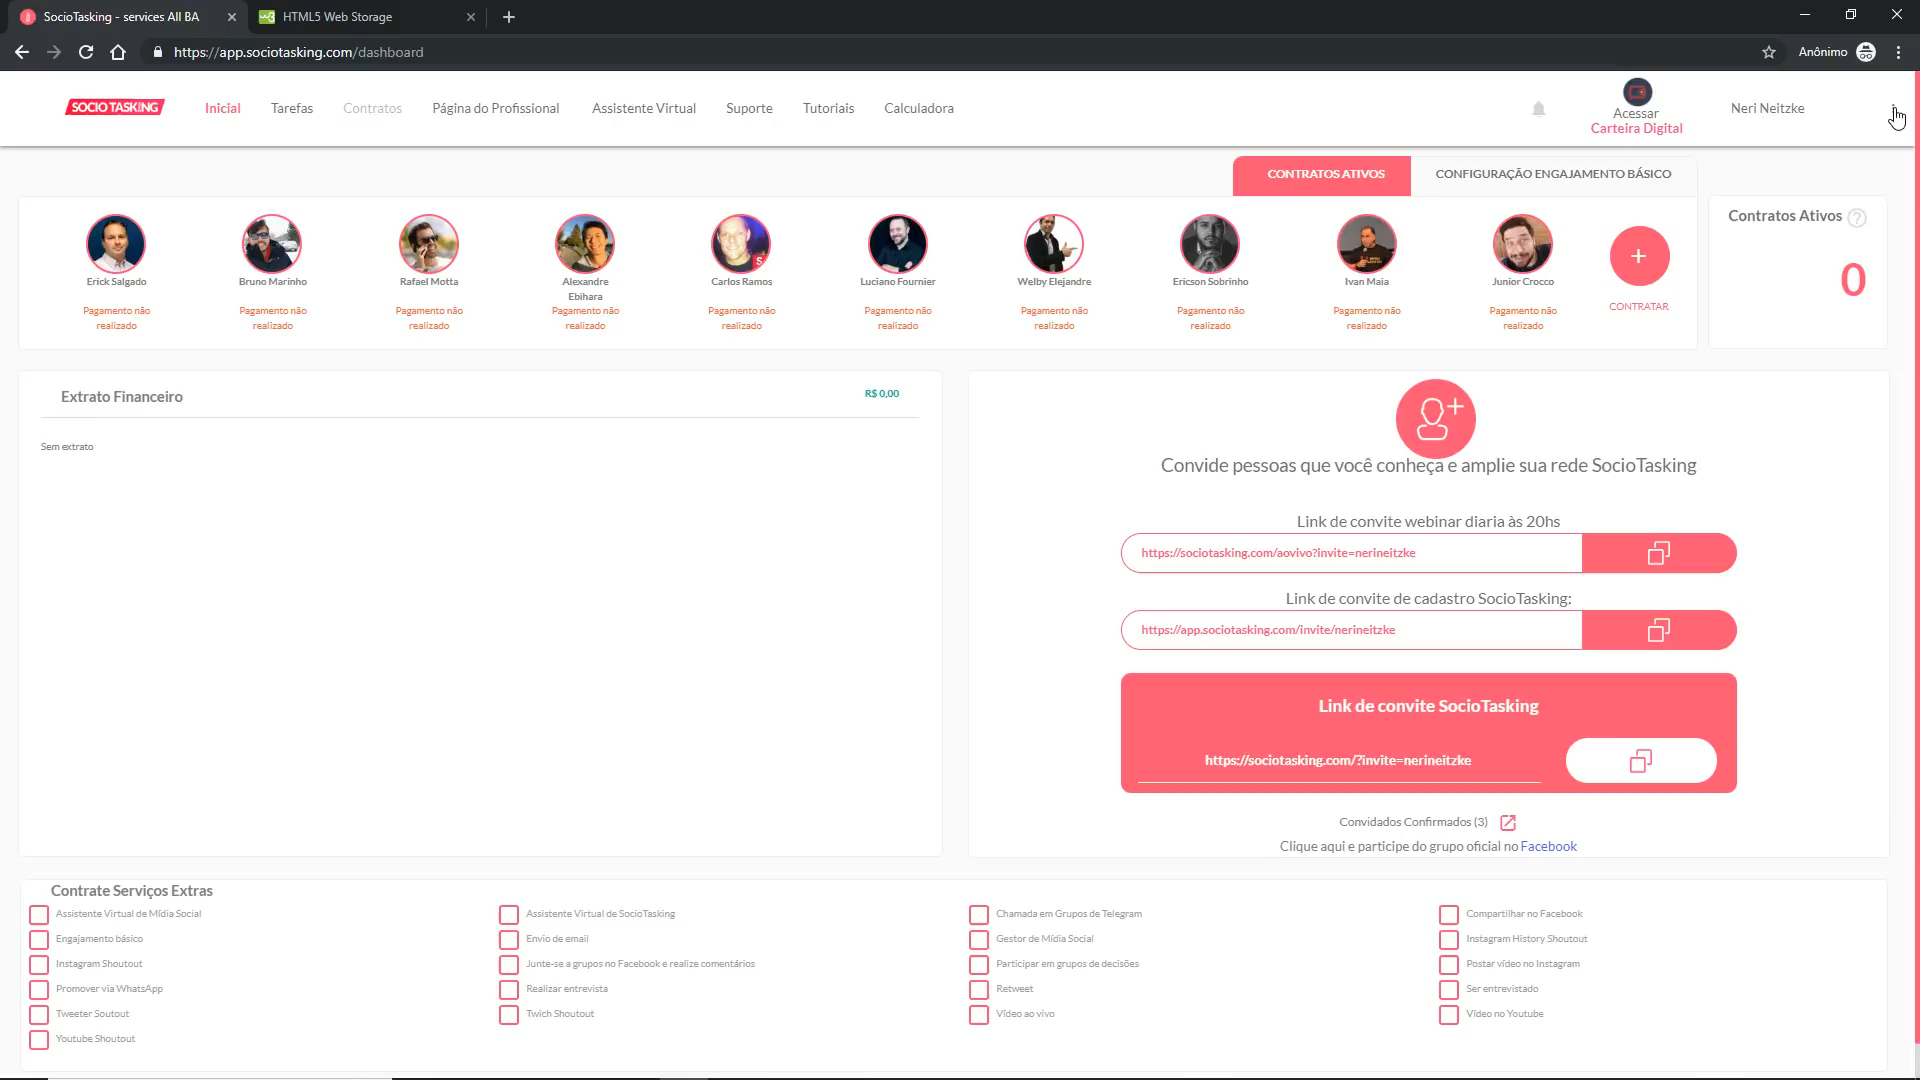 SocioTasking - services All BA
HTML5 Web Storage
https://app.sociotasking.com/dashboard
Anônimo
SOCIO TASKING
Inicial
Tarefas
Contratos
Página do Profissional
Assistente Virtual
Suporte
Tutoriais
Calculadora
Acessar
Carteira Digital
Neri Neitzke
CONTRATOS ATIVOS
CONFIGURAÇÃO ENGAJAMENTO BÁSICO
Erick Salgado
Pagamento não
realizado
Bruno Marinho
Pagamento não
realizado
Rafael Motta
Pagamento não
realizado
Alexandre
Ebihara
Pagamento não
realizado
Carlos Ramos
Pagamento não
realizado
Luciano Fournier
Pagamento não
realizado
Welby Elejandre
Pagamento não
realizado
Ericson Sobrinho
Pagamento não
realizado
Ivan Maia
Pagamento não
realizado
Junior Crocco
Pagamento não
realizado
+
CONTRATAR
Contratos Ativos ?
0
Extrato Financeiro
R$ 0,00
Sem extrato
Convide pessoas que você conheça e amplie sua rede SocioTasking
Link de convite webinar diaria às 20hs
https://sociotasking.com/aovivo?invite=nerineitzke
Link de convite de cadastro SocioTasking:
https://app.sociotasking.com/invite/nerineitzke
Link de convite SocioTasking
https://sociotasking.com/?invite=nerineitzke
Convidados Confirmados (3)
Clique aqui e participe do grupo oficial no Facebook
Contrate Serviços Extras
Assistente Virtual de Mídia Social
Assistente Virtual de SocioTasking
Chamada em Grupos de Telegram
Compartilhar no Facebook
Engajamento básico
Envio de email
Gestor de Mídia Social
Instagram History Shoutout
Instagram Shoutout
Junte-se a grupos no Facebook e realize comentários
Participar em grupos de decisões
Postar vídeo no Instagram
Promover via WhatsApp
Realizar entrevista
Retweet
Ser entrevistado
Tweeter Soutout
Twich Shoutout
Vídeo ao vivo
Vídeo no Youtube
Youtube Shoutout